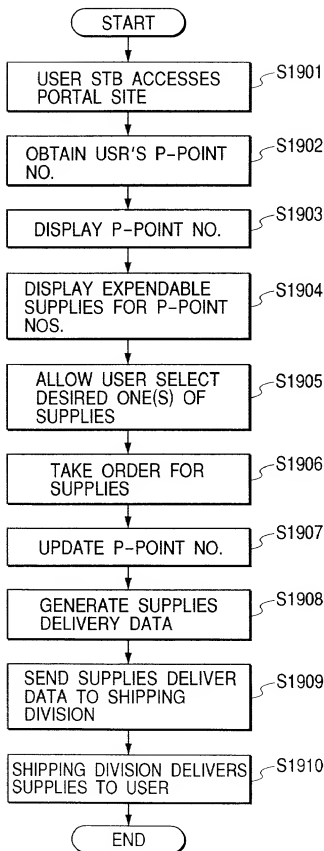 START
USER STB ACCESSES
PORTAL SITE
S1901
OBTAIN USR'S P-POINT
NO.
S1902
DISPLAY P-POINT NO.
S1903
DISPLAY EXPENDABLE
SUPPLIES FOR P-POINT
NOS.
S1904
ALLOW USER SELECT
DESIRED ONE(S) OF
SUPPLIES
S1905
TAKE ORDER FOR
SUPPLIES
S1906
UPDATE P-POINT NO.
S1907
GENERATE SUPPLIES
DELIVERY DATA
S1908
SEND SUPPLIES DELIVER
DATA TO SHIPPING
DIVISION
S1909
SHIPPING DIVISION DELIVERS
SUPPLIES TO USER
S1910
END